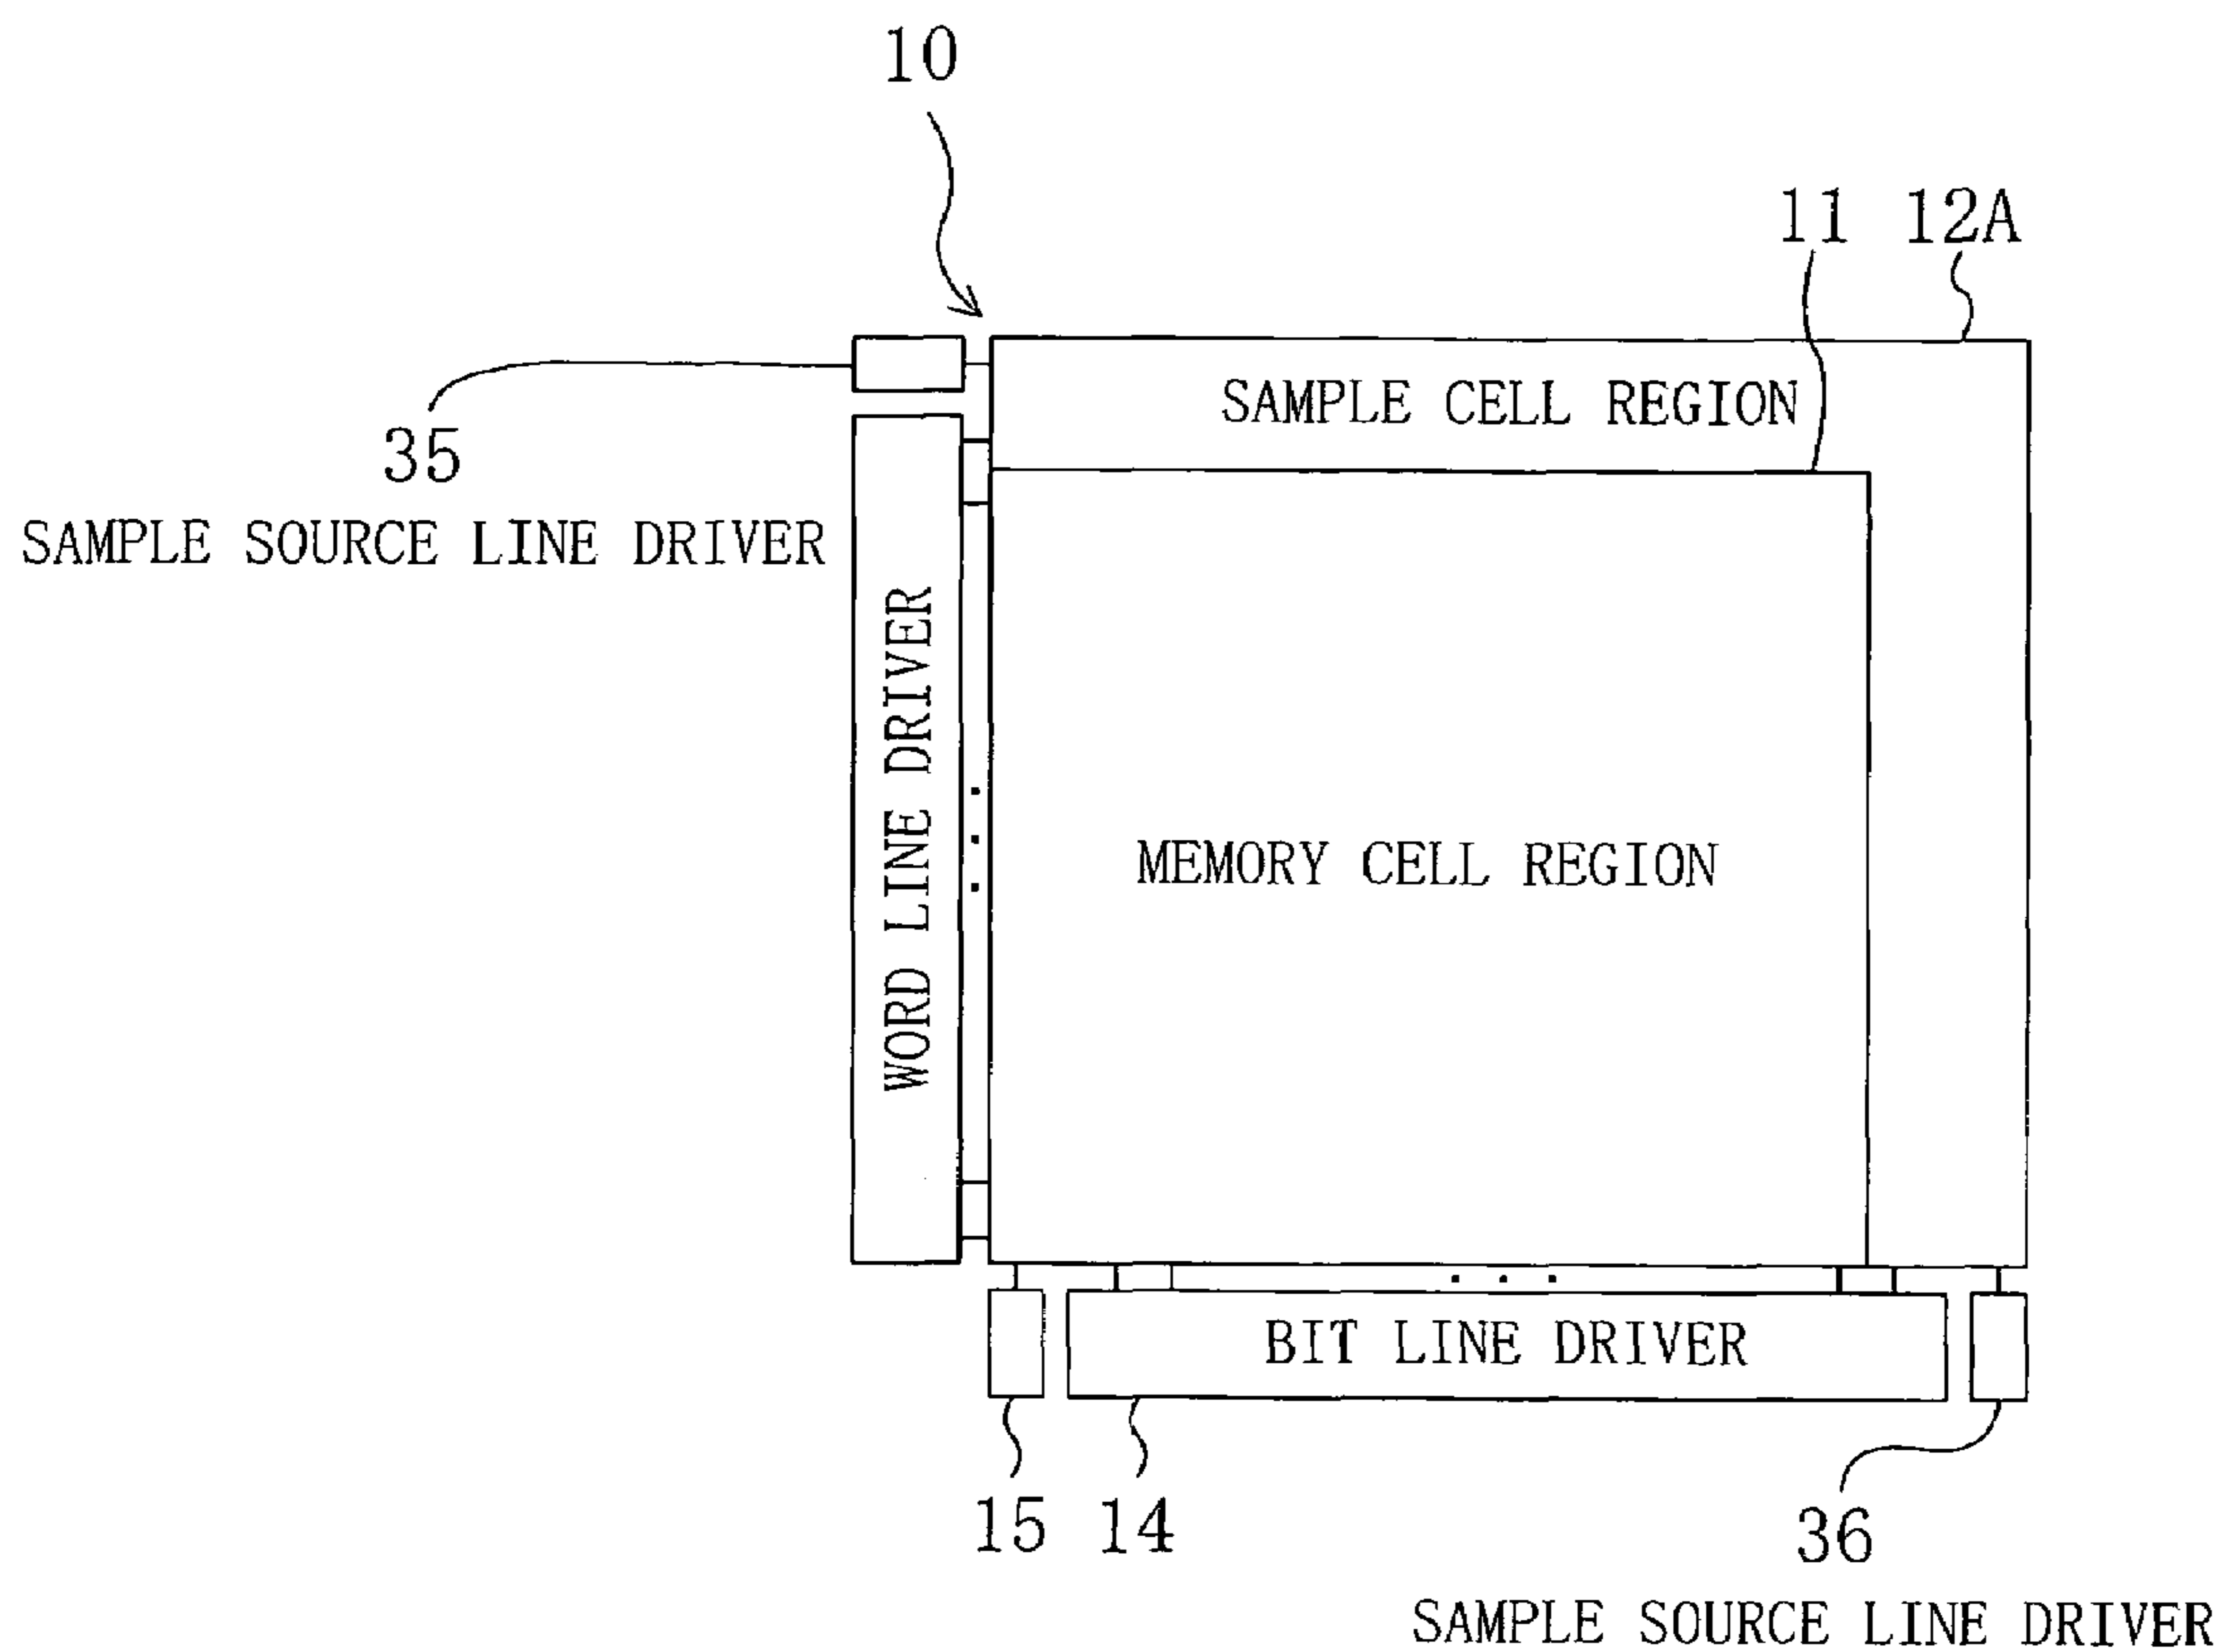 10
11 12A
SAMPLE CELL REGION
35
SAMPLE SOURCE LINE DRIVER
WORD LINE DRIVER
MEMORY CELL REGION
BIT LINE DRIVER
15 14
36
SAMPLE SOURCE LINE DRIVER